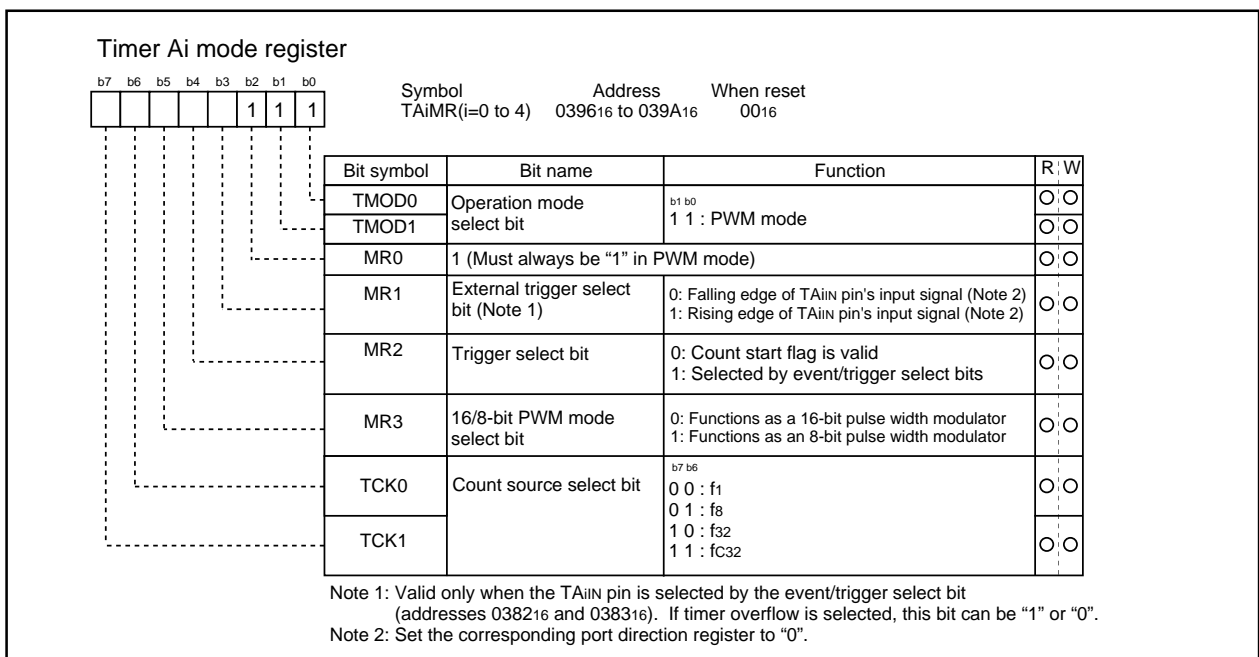 Timer Ai mode register
b7 b6 b5 b4 b3 b2 b1 b0
1 1 1
Symbol Address When reset
TAiMR(i=0 to 4) 039616 to 039A16 0016
Bit symbol Bit name Function R W
TMOD0 Operation mode select bit b1 b0
TMOD1 1 1 : PWM mode
MR0 1 (Must always be “1” in PWM mode)
MR1 External trigger select bit (Note 1) 0: Falling edge of TAiIN pin's input signal (Note 2)
1: Rising edge of TAiIN pin's input signal (Note 2)
MR2 Trigger select bit 0: Count start flag is valid
1: Selected by event/trigger select bits
MR3 16/8-bit PWM mode select bit 0: Functions as a 16-bit pulse width modulator
1: Functions as an 8-bit pulse width modulator
b7 b6
TCK0 Count source select bit 0 0 : f1
0 1 : f8
TCK1 1 0 : f32
1 1 : fC32
Note 1: Valid only when the TAiIN pin is selected by the event/trigger select bit
(addresses 038216 and 038316). If timer overflow is selected, this bit can be “1” or “0”.
Note 2: Set the corresponding port direction register to “0”.